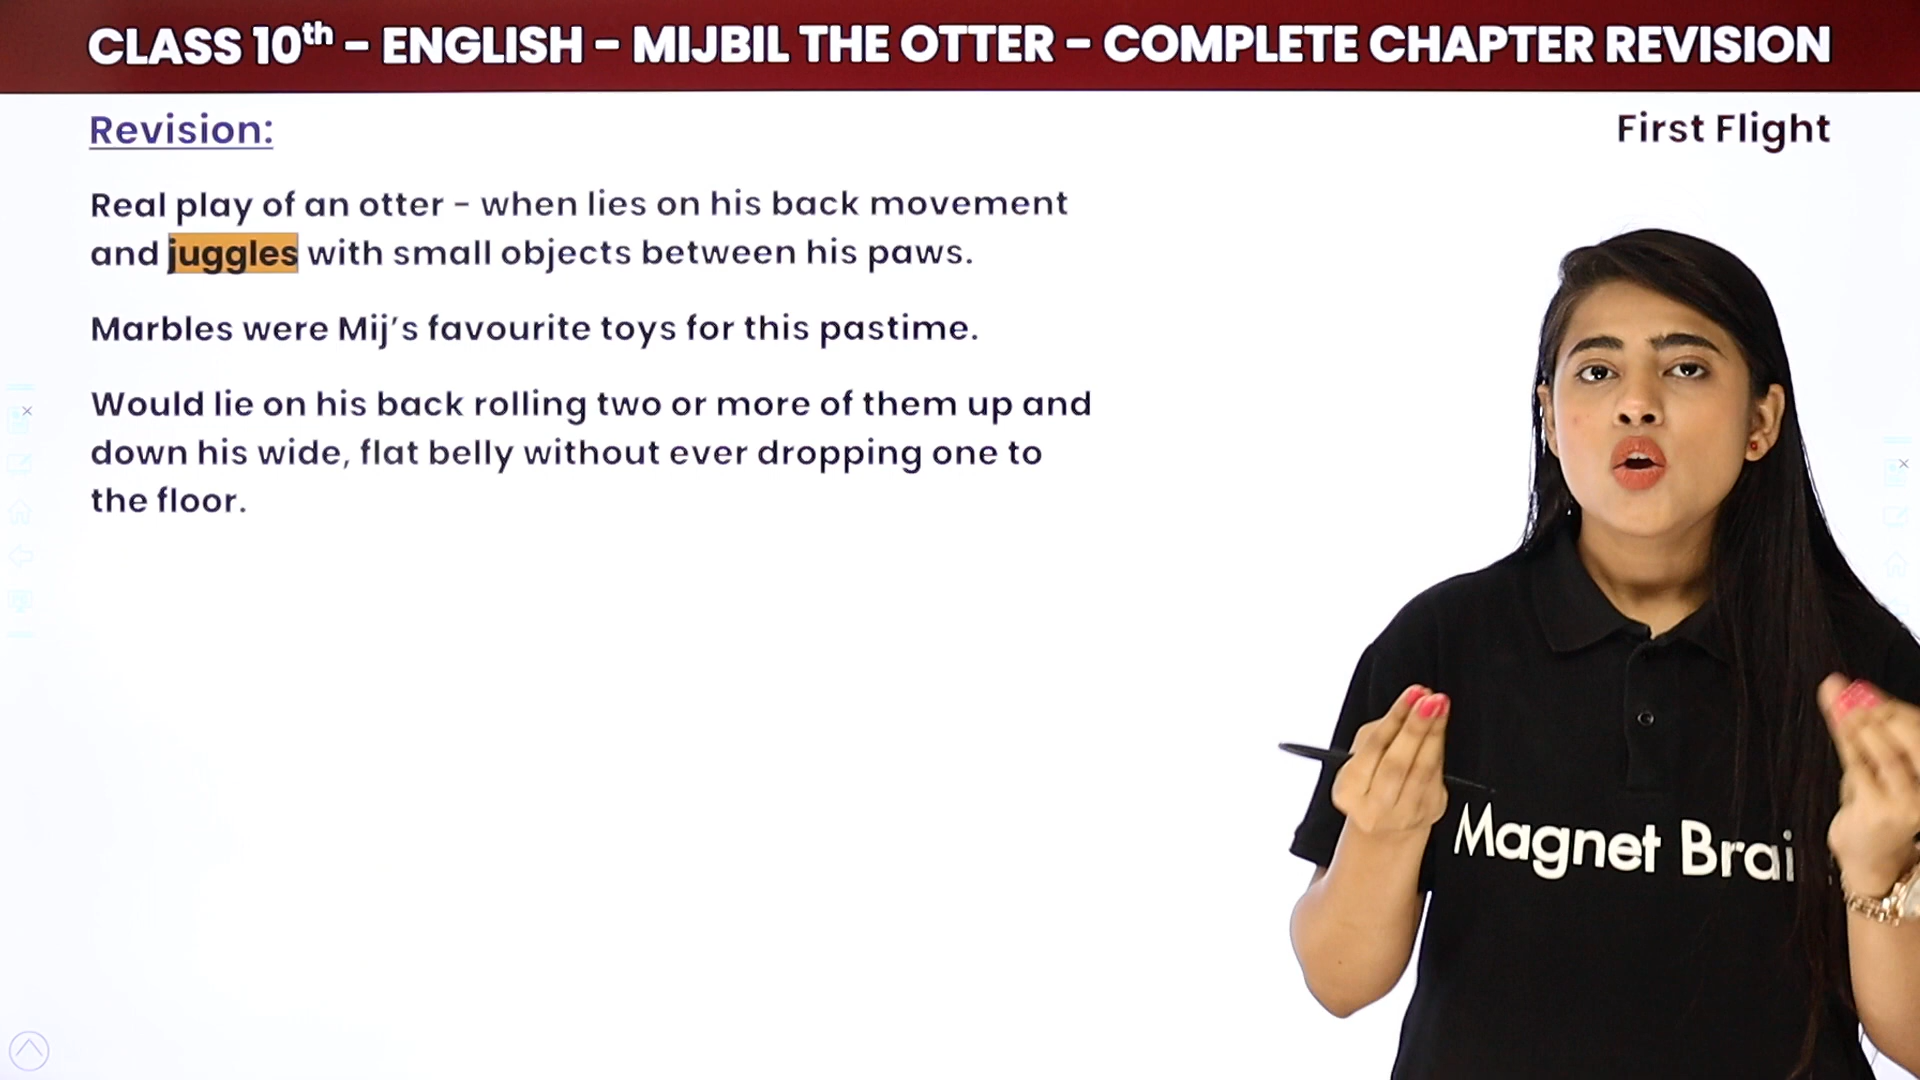 CLASS 10th – ENGLISH – MIJBIL THE OTTER – COMPLETE CHAPTER REVISION
Revision:
First Flight
Real play of an otter – when lies on his back movement
and juggles with small objects between his paws.
Marbles were Mij's favourite toys for this pastime.
Would lie on his back rolling two or more of them up and
down his wide, flat belly without ever dropping one to
the floor.
Magnet Brai